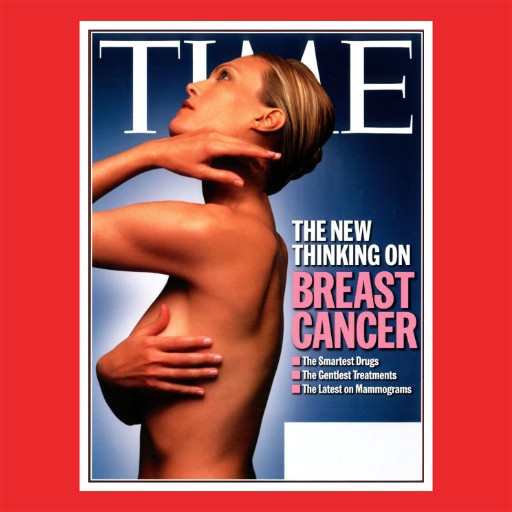 TIME
THE NEW
THINKING ON
BREAST
CANCER
The Smartest Drugs
The Gentlest Treatments
The Latest on Mammograms